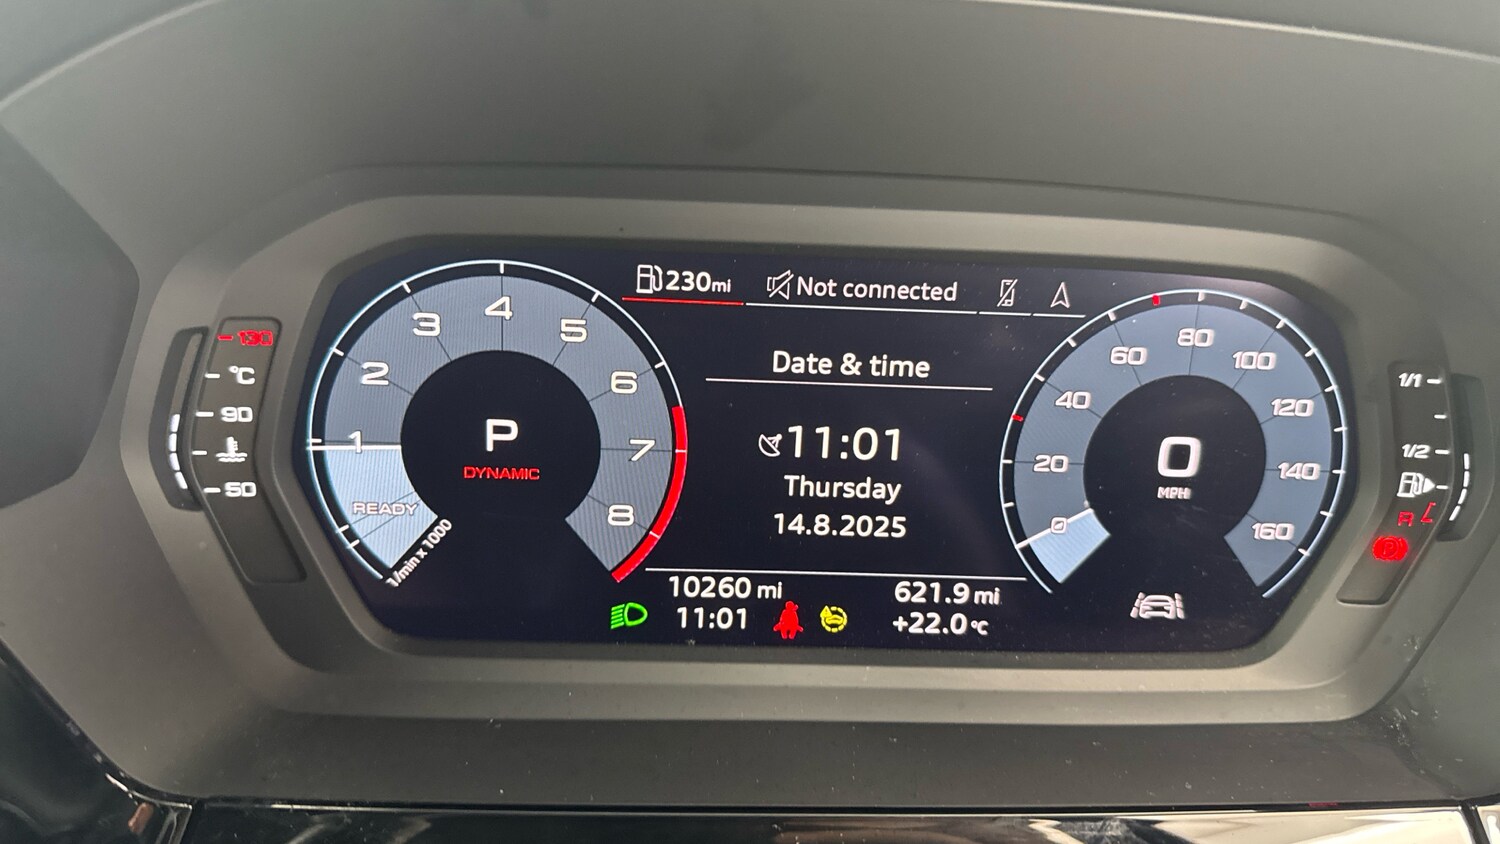 230mi
Not connected
Date & time
11:01
Thursday
14.8.2025
10260 mi
621.9 mi
11:01
+22.0°C
130
°C
90
50
1
2
3
4
5
6
7
8
P
DYNAMIC
READY
1/min x 1000
0
20
40
60
80
100
120
140
160
0
MPH
1/1
1/2
R
P